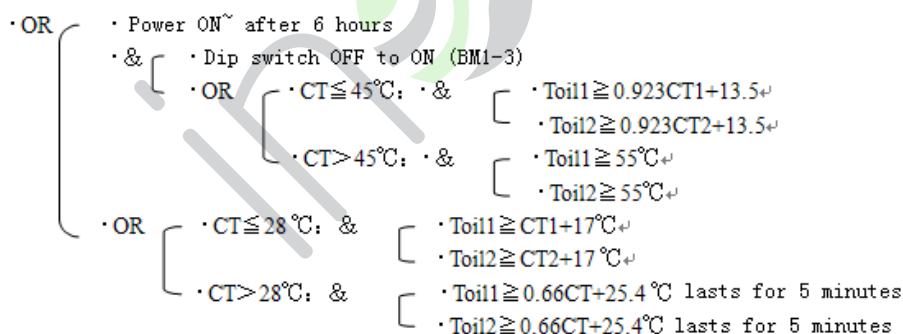 ·OR ·Power ON~ after 6 hours
·& ·Dip switch OFF to ON (BM1-3)
·OR ·CT≦45℃: ·& ·Toil1≧0.923CT1+13.5↵
·Toil2≧0.923CT2+13.5↵
·CT>45℃: ·& ·Toil1≧55℃↵
·Toil2≧55℃↵
·OR ·CT≦28℃: & ·Toil1≧CT1+17℃↵
·Toil2≧CT2+17℃↵
·CT>28℃: & ·Toil1≧0.66CT+25.4℃ lasts for 5 minutes
·Toil2≧0.66CT+25.4℃ lasts for 5 minutes